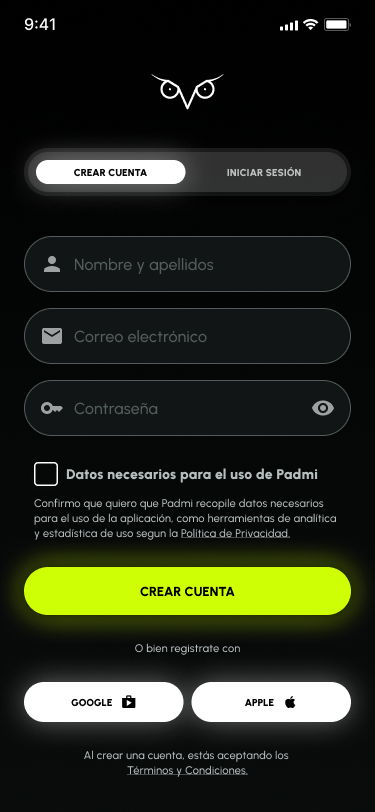 9:41
CREAR CUENTA
INICIAR SESIÓN
Nombre y apellidos
Correo electrónico
Contraseña
Datos necesarios para el uso de Padmi
Confirmo que quiero que Padmi recopile datos necesarios
para el uso de la aplicación, como herramientas de analítica
y estadística de uso segun la Política de Privacidad.
CREAR CUENTA
O bien registrate con
GOOGLE
APPLE
Al crear una cuenta, estás aceptando los
Términos y Condiciones.